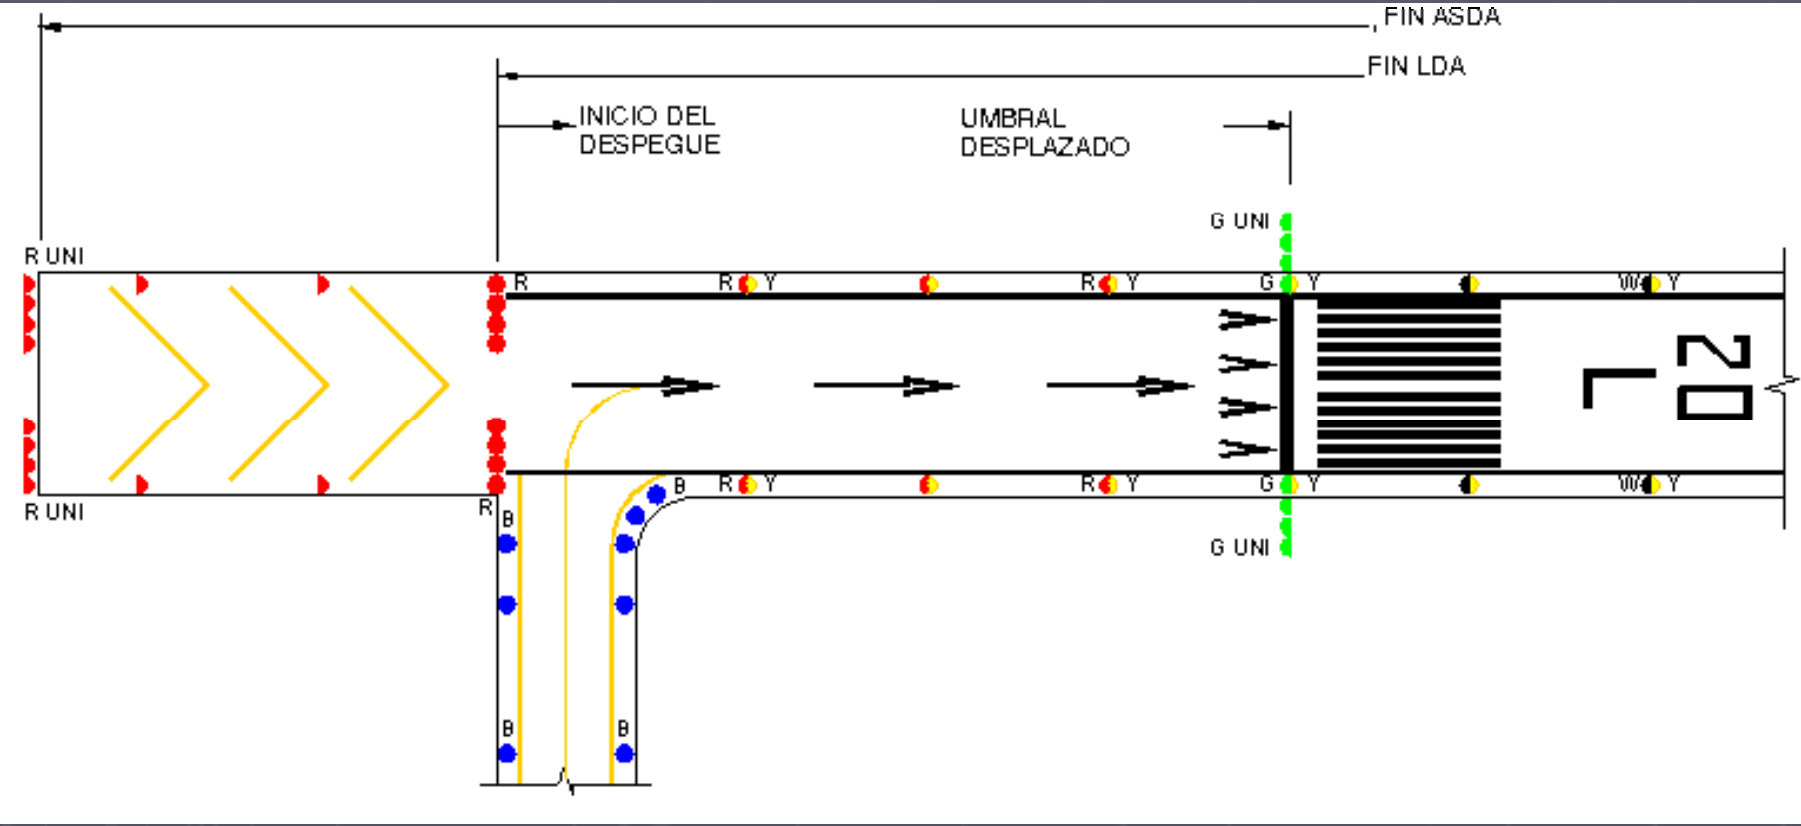 FIN ASDA
FIN LDA
INICIO DEL
DESPEGUE
UMBRAL
DESPLAZADO
G UNI
R UNI
R
R Y
R Y
G Y
W Y
20
L
R Y
R Y
G Y
W Y
B
R
R UNI
B
G UNI
B
B